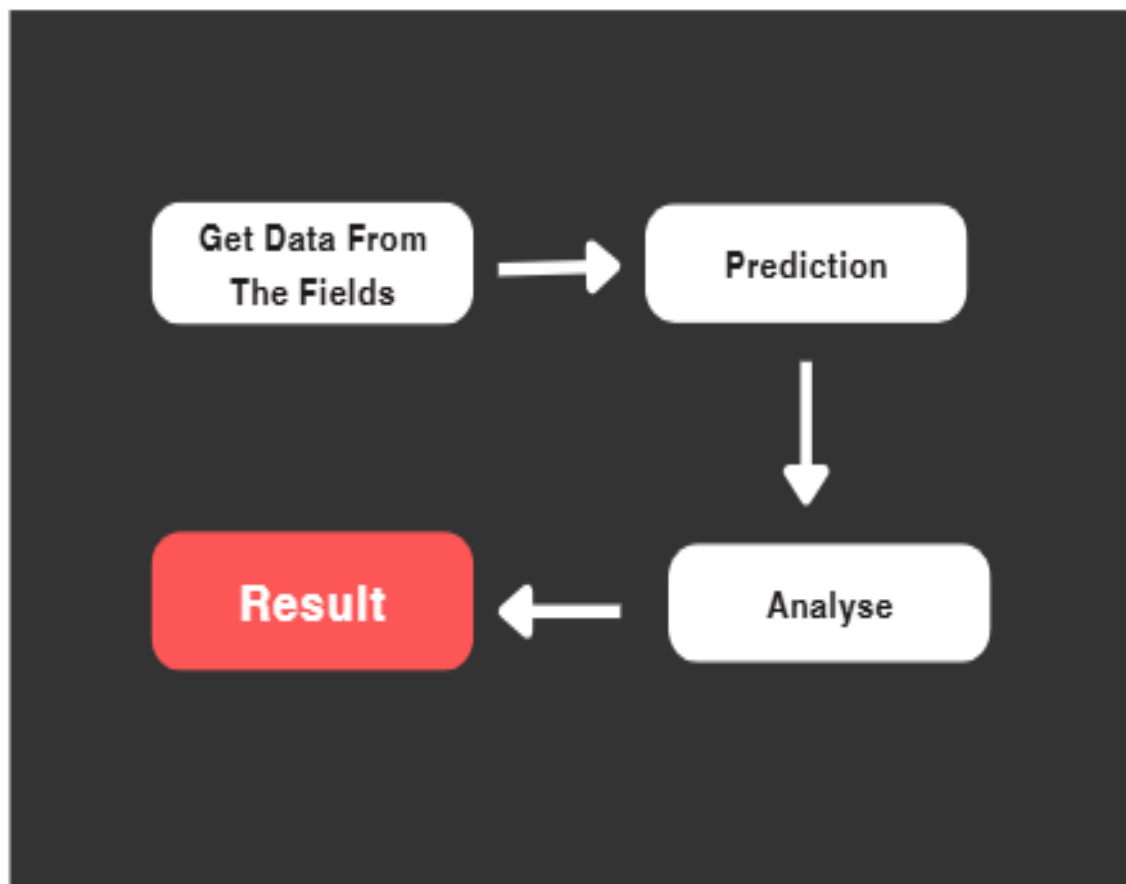 Get Data From
The Fields
Prediction
Analyse
Result